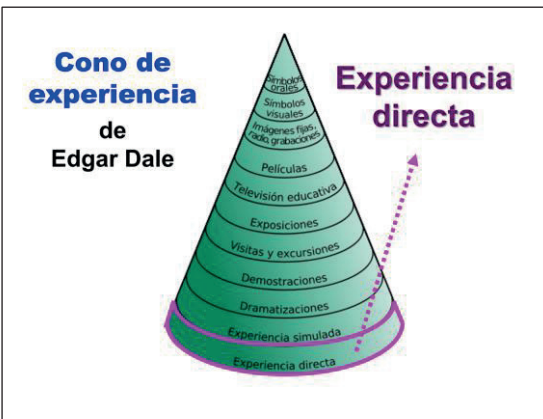 Cono de
experiencia
de
Edgar Dale
Experiencia
directa
Símbolos
orales
Símbolos
visuales
Imágenes fijas,
radio, grabaciones
Películas
Televisión educativa
Exposiciones
Visitas y excursiones
Demostraciones
Dramatizaciones
Experiencia simulada
Experiencia directa